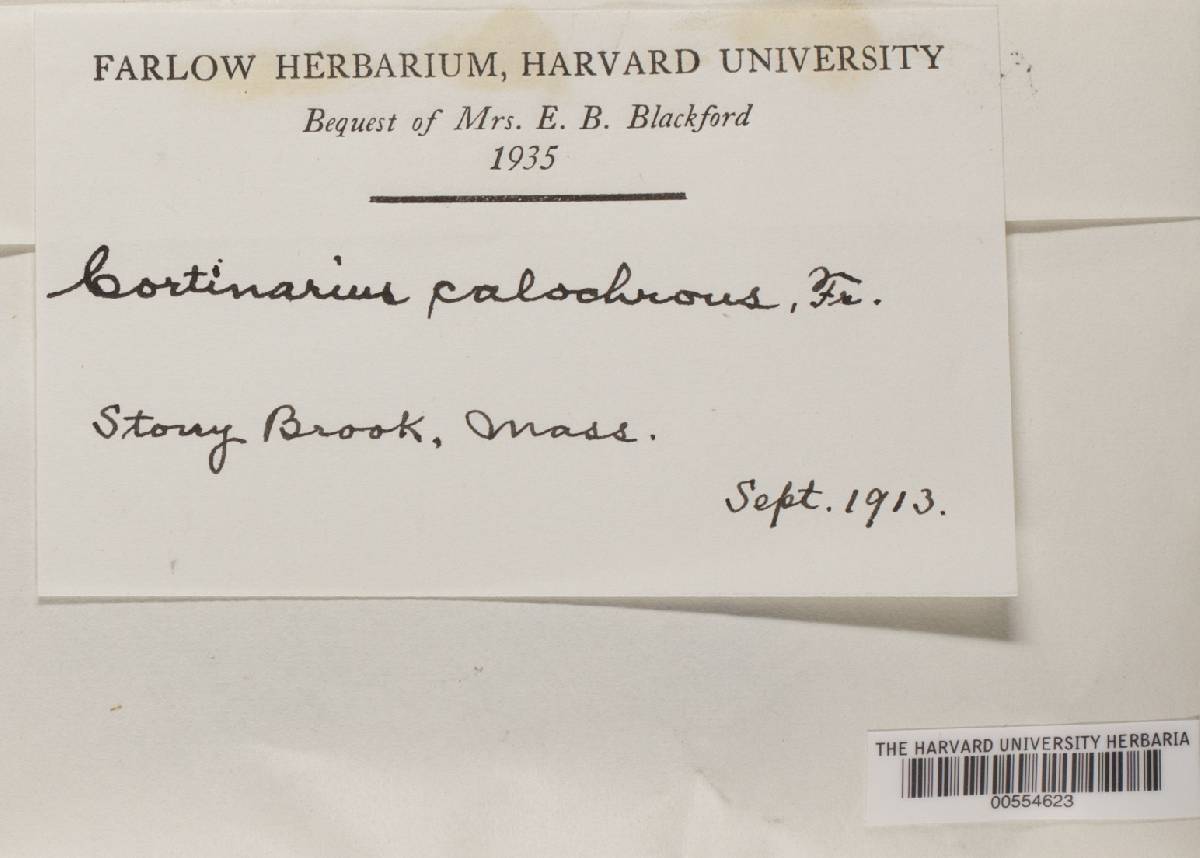 FARLOW HERBARIUM, HARVARD UNIVERSITY
Bequest of Mrs. E. B. Blackford
1935
Cortinarius calochrous, Fr.
Stony Brook, Mass.
Sept. 1913.
THE HARVARD UNIVERSITY HERBARIA
00554623